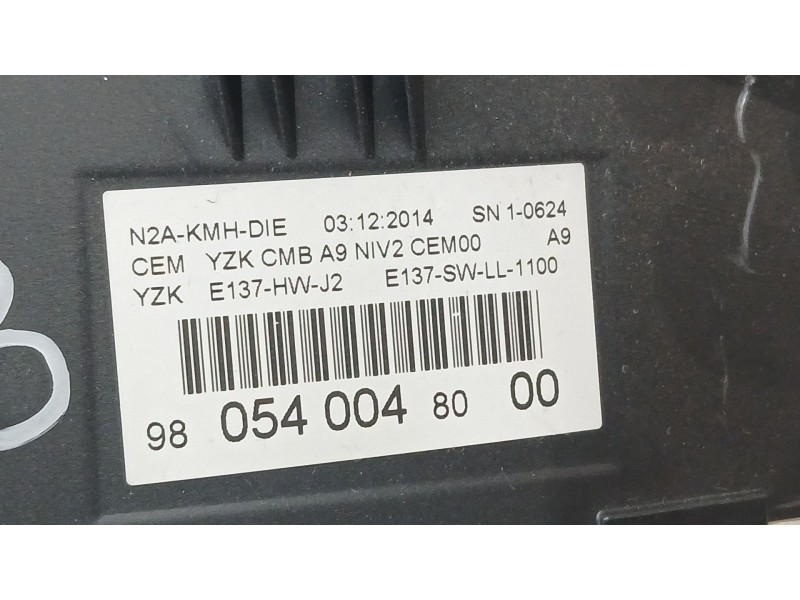 N2A-KMH-DIE 03:12:2014 SN 1-0624
CEM YZK CMB A9 NIV2 CEM00 A9
YZK E137-HW-J2 E137-SW-LL-1100
98 054 004 80 00